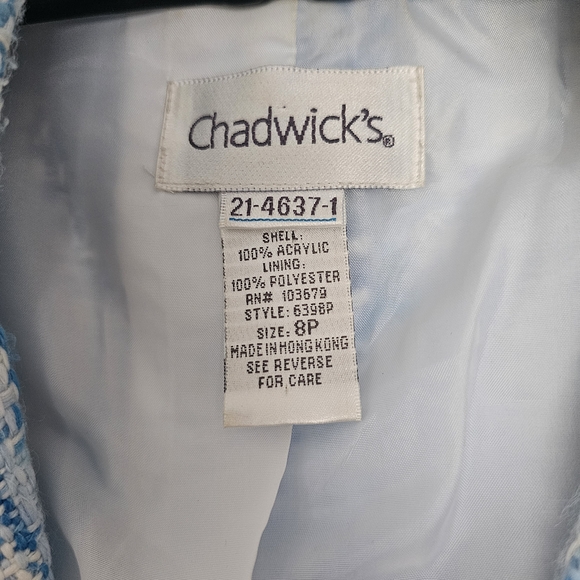 Chadwick's®
21-4637-1
SHELL:
100% ACRYLIC
LINING:
100% POLYESTER
RN# 103679
STYLE:6398P
SIZE: 8P
MADE IN HONG KONG
SEE REVERSE
FOR CARE